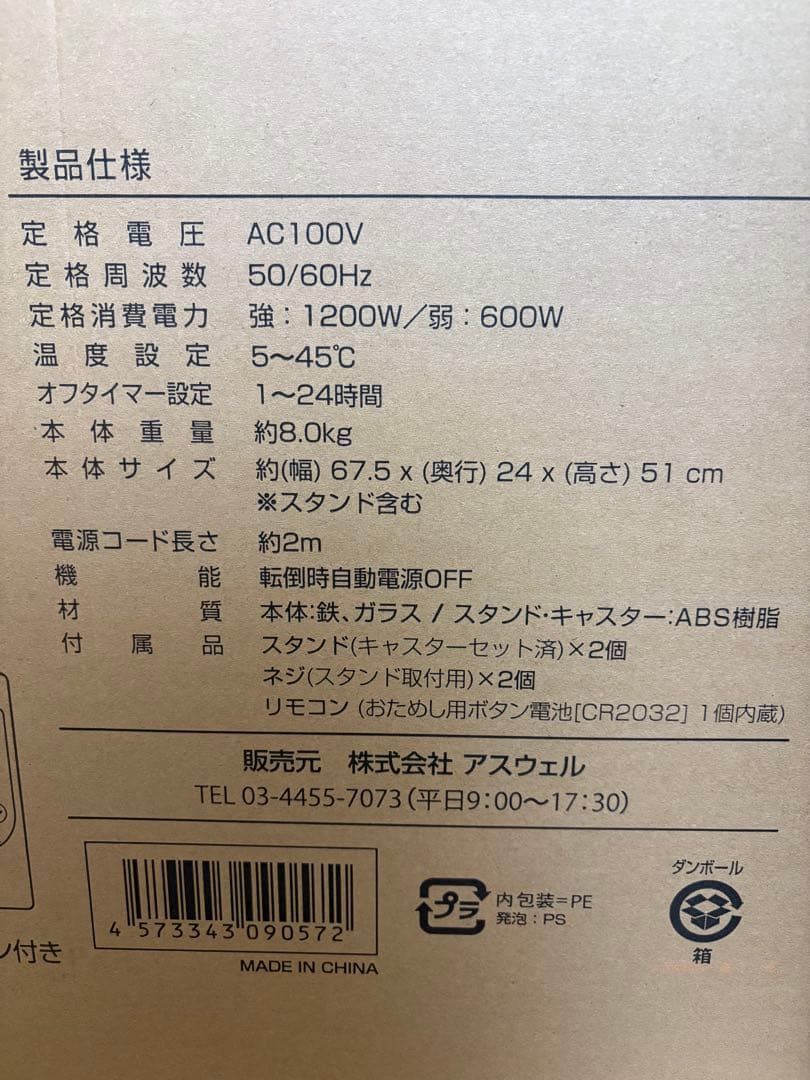 製品仕様
定格電圧 AC100V
定格周波数 50/60Hz
定格消費電力 強：1200W／弱：600W
温度設定 5～45℃
オフタイマー設定 1～24時間
本体重量 約8.0kg
本体サイズ 約(幅) 67.5 x (奥行) 24 x (高さ) 51 cm
※スタンド含む
電源コード長さ 約2m
機能 転倒時自動電源OFF
材質 本体：鉄、ガラス / スタンド・キャスター：ABS樹脂
付属品 スタンド(キャスターセット済)×2個
ネジ(スタンド取付用)×2個
リモコン (おためし用ボタン電池[CR2032] 1個内蔵)
販売元 株式会社 アスウェル
TEL 03-4455-7073(平日9:00～17:30)
4 573343 090572
MADE IN CHINA
プラ
内包装=PE
発泡：PS
ダンボール
箱
ン付き